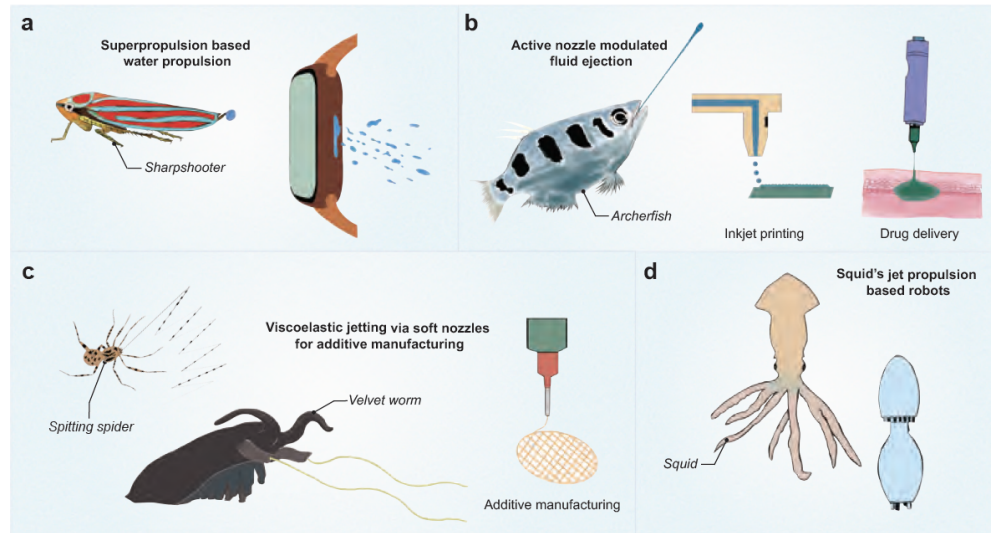 a
Superpropulsion based
water propulsion
Sharpshooter
b
Active nozzle modulated
fluid ejection
Archerfish
Inkjet printing
Drug delivery
c
Viscoelastic jetting via soft nozzles
for additive manufacturing
Spitting spider
Velvet worm
Additive manufacturing
d
Squid's jet propulsion
based robots
Squid